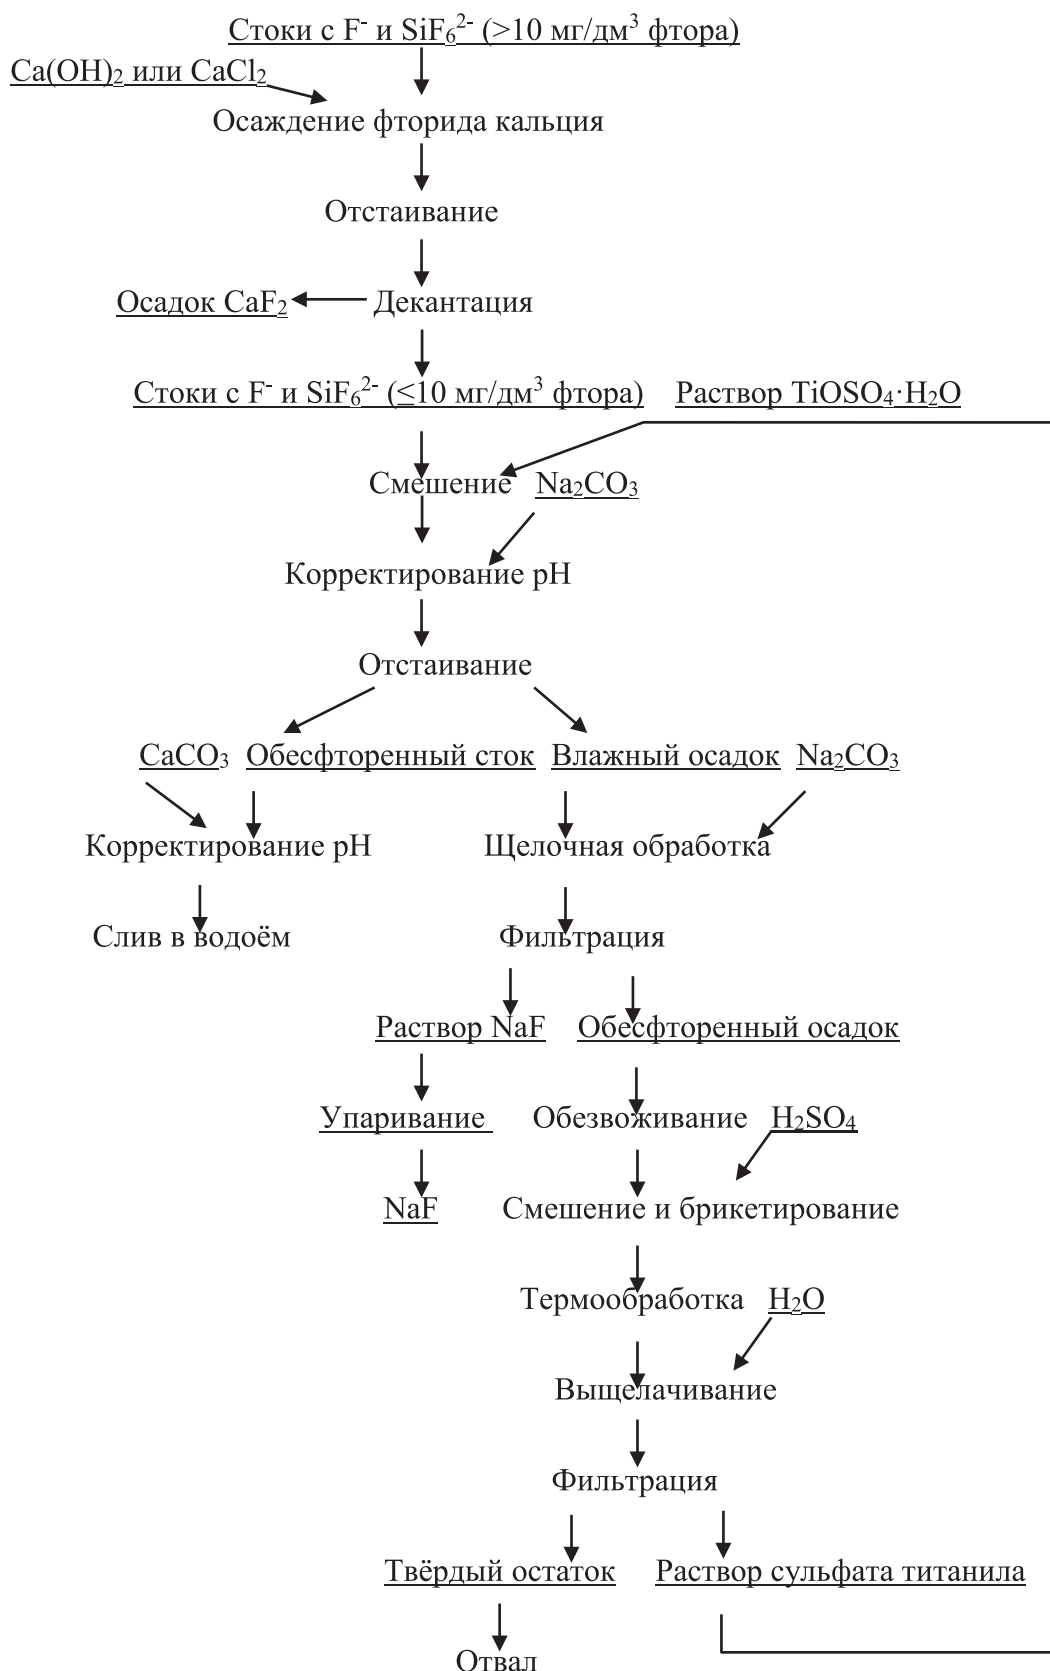 Стоки с F⁻ и SiF₆²⁻ (>10 мг/дм³ фтора)
Ca(OH)₂ или CaCl₂
Осаждение фторида кальция
Отстаивание
Осадок CaF₂ Декантация
Стоки с F⁻ и SiF₆²⁻ (≤10 мг/дм³ фтора) Раствор TiOSO₄·H₂O
Смешение Na₂CO₃
Корректирование pH
Отстаивание
CaCO₃ Обесфторенный сток Влажный осадок Na₂CO₃
Корректирование pH Щелочная обработка
Слив в водоём Фильтрация
Раствор NaF Обесфторенный осадок
Упаривание Обезвоживание H₂SO₄
NaF Смешение и брикетирование
Термообработка H₂O
Выщелачивание
Фильтрация
Твёрдый остаток Раствор сульфата титанила
Отвал